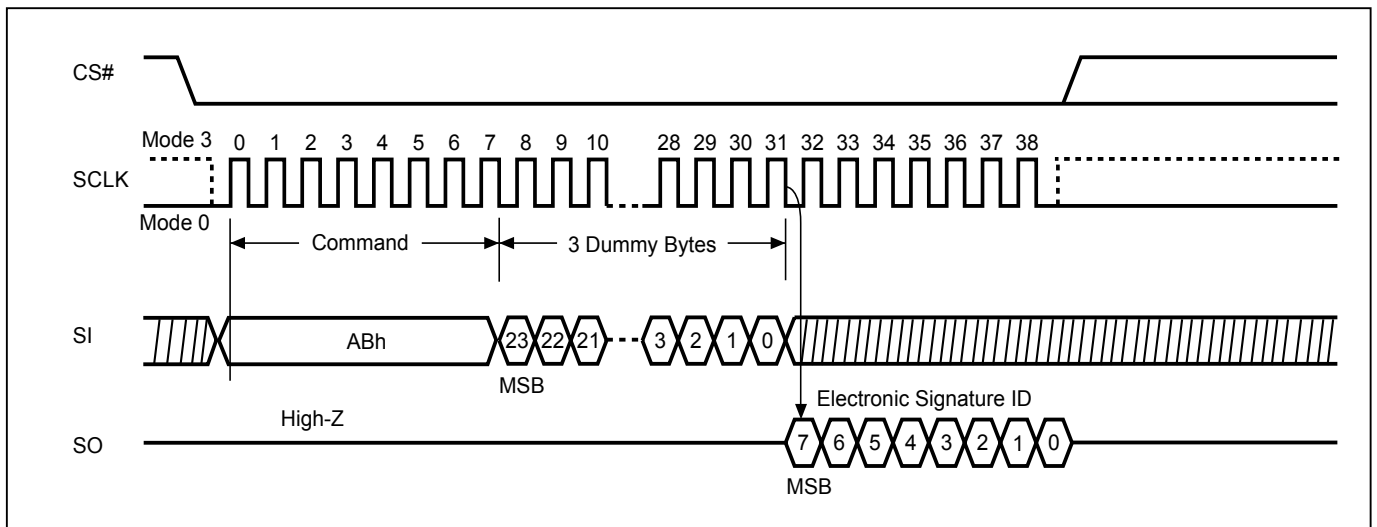 CS#
Mode 3 0 1 2 3 4 5 6 7 8 9 10 28 29 30 31 32 33 34 35 36 37 38
SCLK
Mode 0
Command 3 Dummy Bytes
SI ABh 23 22 21 3 2 1 0
MSB
Electronic Signature ID
High-Z
SO 7 6 5 4 3 2 1 0
MSB